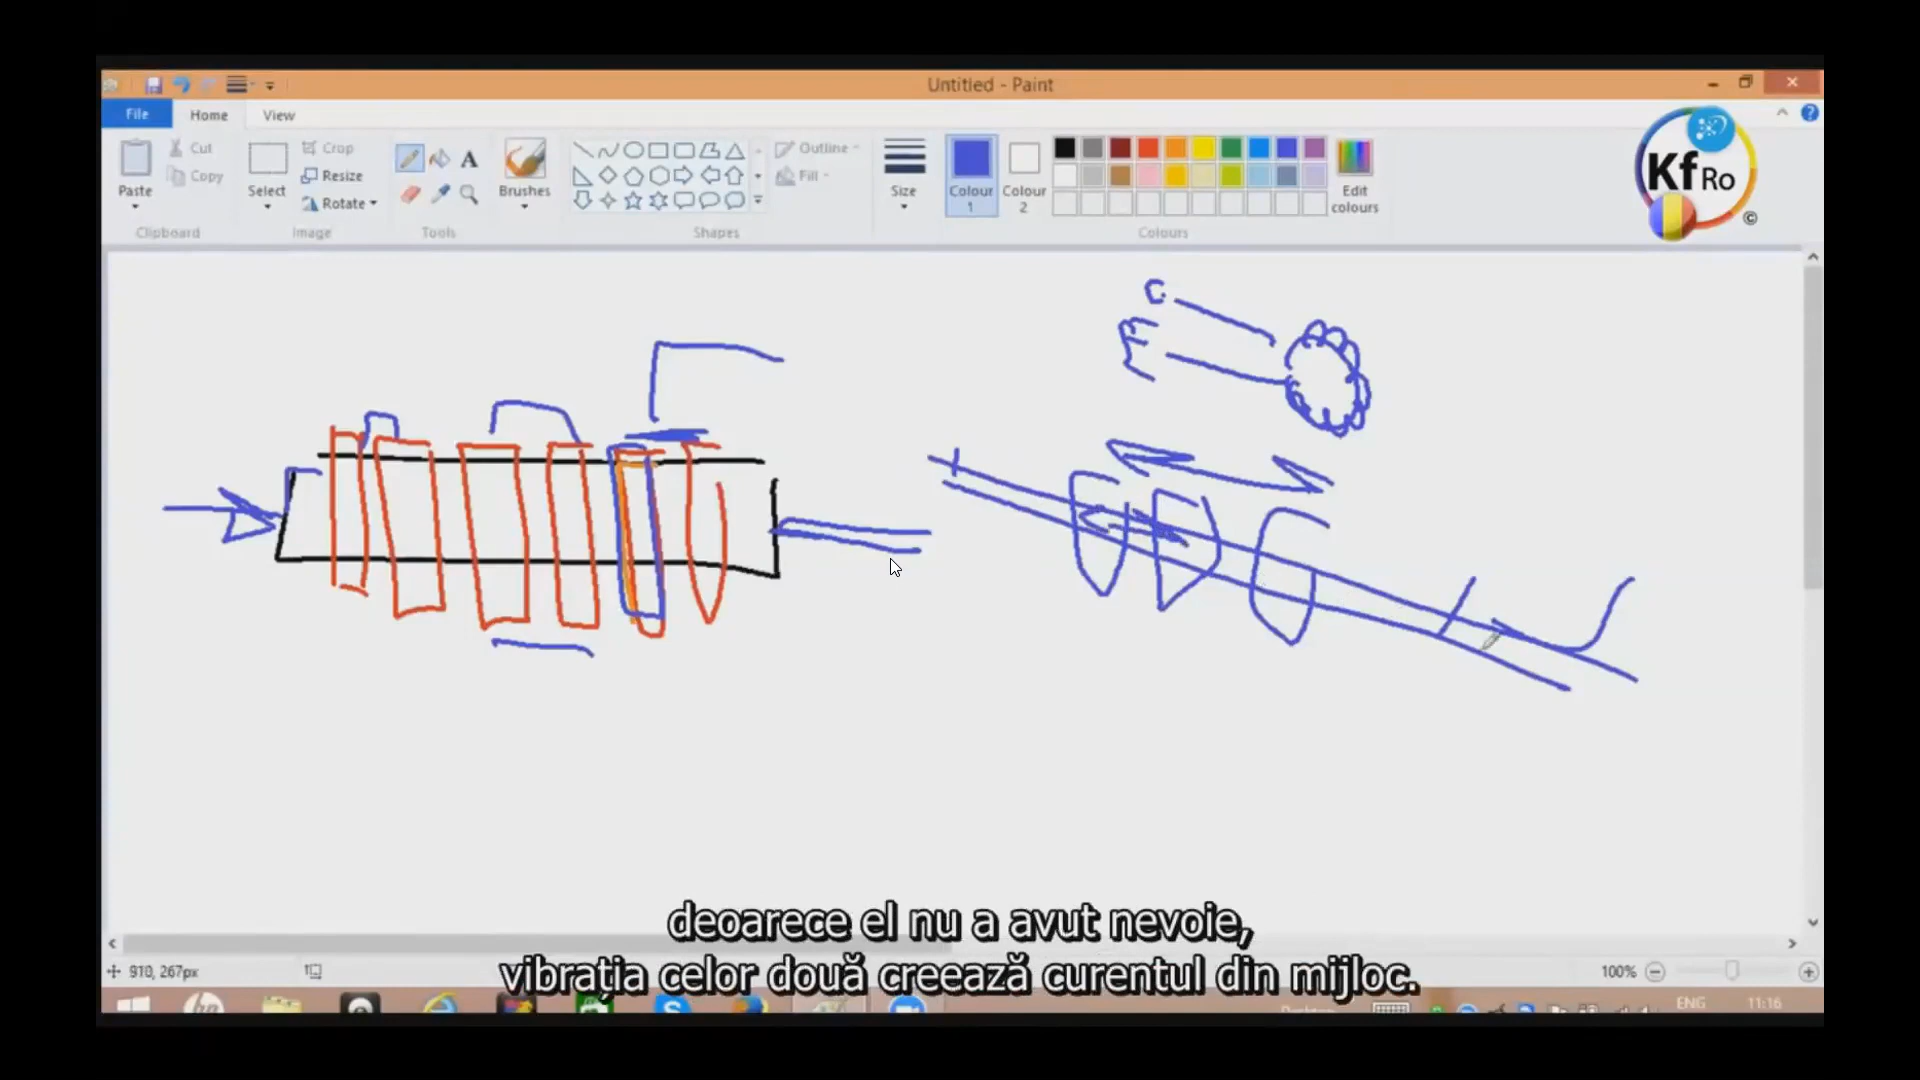 Untitled - Paint
File Home View
Paste
Cut
Copy
Clipboard
Select
Crop
Resize
Rotate
Image
Tools
A
Brushes
Shapes
Outline
Fill
Size
Colour 1
Colour 2
Edit colours
Colours
Kf Ro
©
C
E
deoarece el nu a avut nevoie,
vibrația celor două creează curentul din mijloc.
910, 267px
100%
hp
ENG
11:16